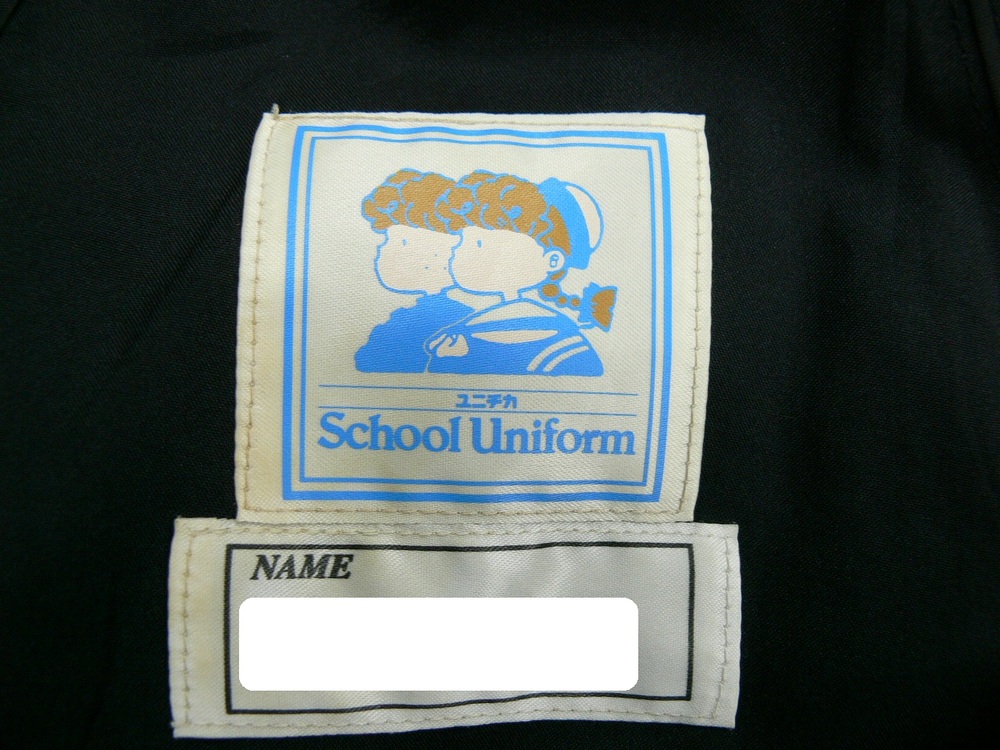 ユニチカ
School Uniform
NAME